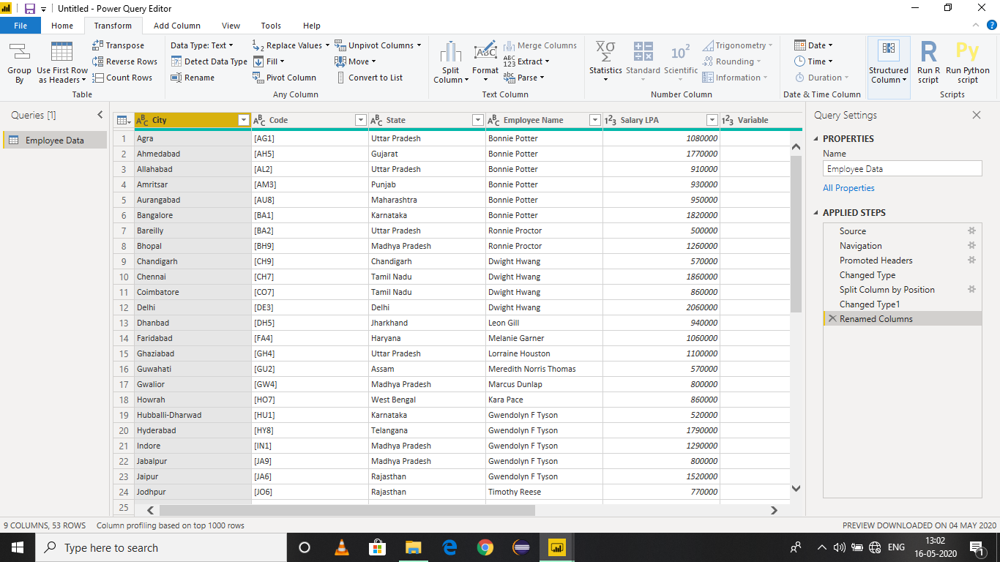 Untitled - Power Query Editor
File Home Transform Add Column View Tools Help
Group By
Use First Row as Headers
Transpose
Reverse Rows
Count Rows
Table
Data Type: Text
Detect Data Type
Rename
Replace Values
Fill
Pivot Column
Unpivot Columns
Move
Convert to List
Any Column
Split Column
Format
Merge Columns
Extract
Parse
Text Column
Statistics
Standard
Scientific
Trigonometry
Rounding
Information
Number Column
Date
Time
Duration
Date & Time Column
Structured Column
Run R script
Run Python script
Scripts
Queries [1]
Employee Data
City Code State Employee Name Salary LPA Variable
1 Agra [AG1] Uttar Pradesh Bonnie Potter 1080000
2 Ahmedabad [AH5] Gujarat Bonnie Potter 1770000
3 Allahabad [AL2] Uttar Pradesh Bonnie Potter 910000
4 Amritsar [AM3] Punjab Bonnie Potter 930000
5 Aurangabad [AU8] Maharashtra Bonnie Potter 950000
6 Bangalore [BA1] Karnataka Bonnie Potter 1820000
7 Bareilly [BA2] Uttar Pradesh Ronnie Proctor 500000
8 Bhopal [BH9] Madhya Pradesh Ronnie Proctor 1260000
9 Chandigarh [CH9] Chandigarh Dwight Hwang 570000
10 Chennai [CH7] Tamil Nadu Dwight Hwang 1860000
11 Coimbatore [CO7] Tamil Nadu Dwight Hwang 860000
12 Delhi [DE3] Delhi Dwight Hwang 2060000
13 Dhanbad [DH5] Jharkhand Leon Gill 940000
14 Faridabad [FA4] Haryana Melanie Garner 1060000
15 Ghaziabad [GH4] Uttar Pradesh Lorraine Houston 1100000
16 Guwahati [GU2] Assam Meredith Norris Thomas 570000
17 Gwalior [GW4] Madhya Pradesh Marcus Dunlap 800000
18 Howrah [HO7] West Bengal Kara Pace 860000
19 Hubballi-Dharwad [HU1] Karnataka Gwendolyn F Tyson 520000
20 Hyderabad [HY8] Telangana Gwendolyn F Tyson 1790000
21 Indore [IN1] Madhya Pradesh Gwendolyn F Tyson 1290000
22 Jabalpur [JA9] Madhya Pradesh Gwendolyn F Tyson 800000
23 Jaipur [JA6] Rajasthan Gwendolyn F Tyson 1520000
24 Jodhpur [JO6] Rajasthan Timothy Reese 770000
25
Query Settings
PROPERTIES
Name
Employee Data
All Properties
APPLIED STEPS
Source
Navigation
Promoted Headers
Changed Type
Split Column by Position
Changed Type1
Renamed Columns
9 COLUMNS, 53 ROWS Column profiling based on top 1000 rows
PREVIEW DOWNLOADED ON 04 MAY 2020
Type here to search
ENG
13:02
16-05-2020
1